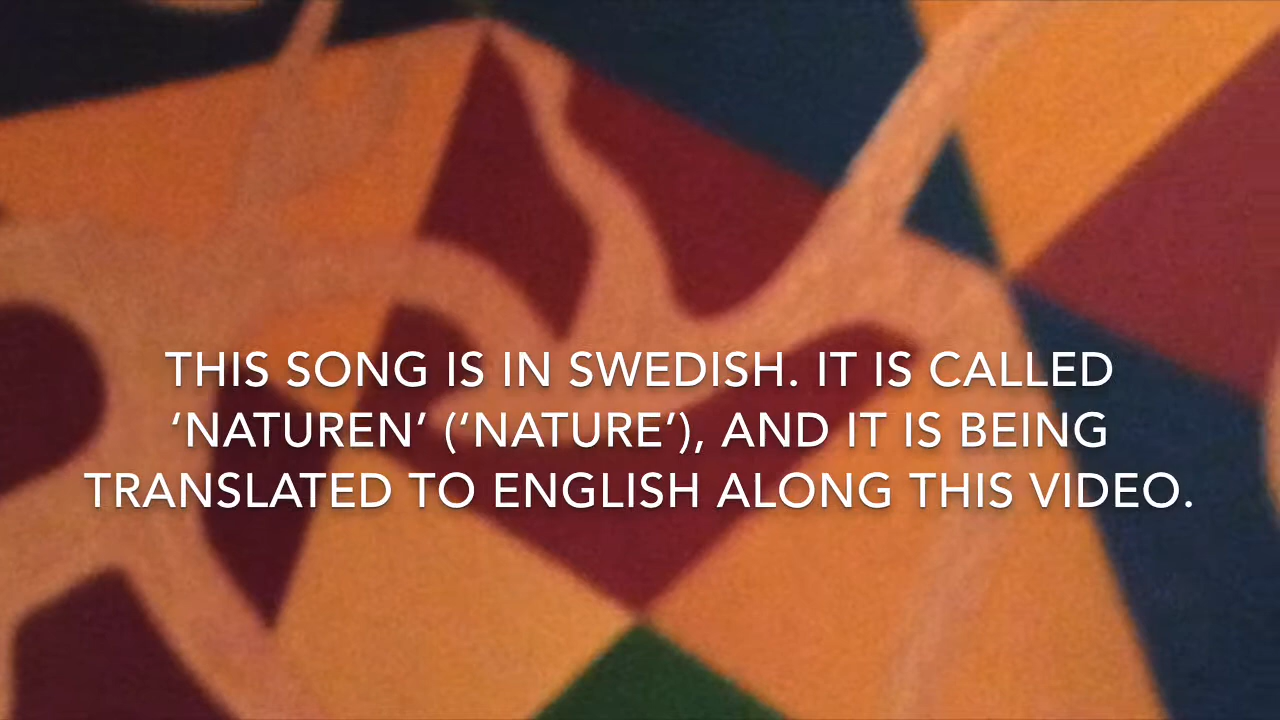 THIS SONG IS IN SWEDISH. IT IS CALLED
‘NATUREN’ (‘NATURE’), AND IT IS BEING
TRANSLATED TO ENGLISH ALONG THIS VIDEO.